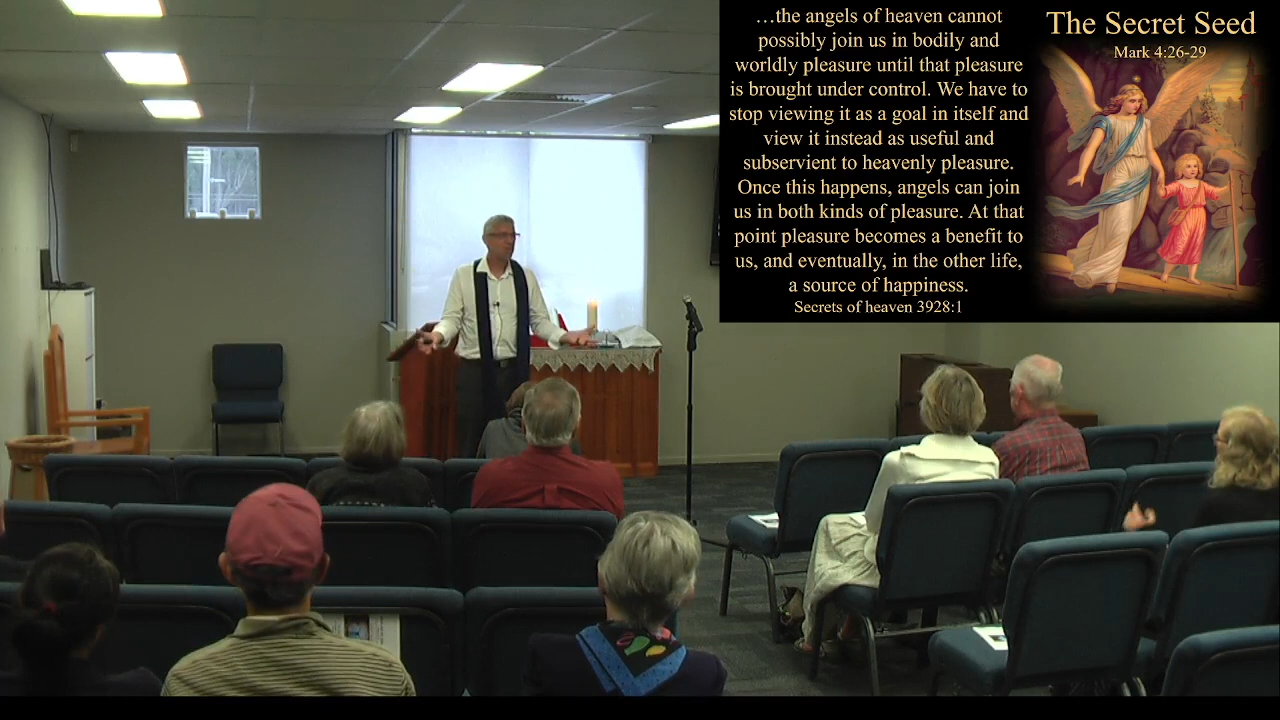 …the angels of heaven cannot
possibly join us in bodily and
worldly pleasure until that pleasure
is brought under control. We have to
stop viewing it as a goal in itself and
view it instead as useful and
subservient to heavenly pleasure.
Once this happens, angels can join
us in both kinds of pleasure. At that
point pleasure becomes a benefit to
us, and eventually, in the other life,
a source of happiness.
Secrets of heaven 3928:1
The Secret Seed
Mark 4:26-29